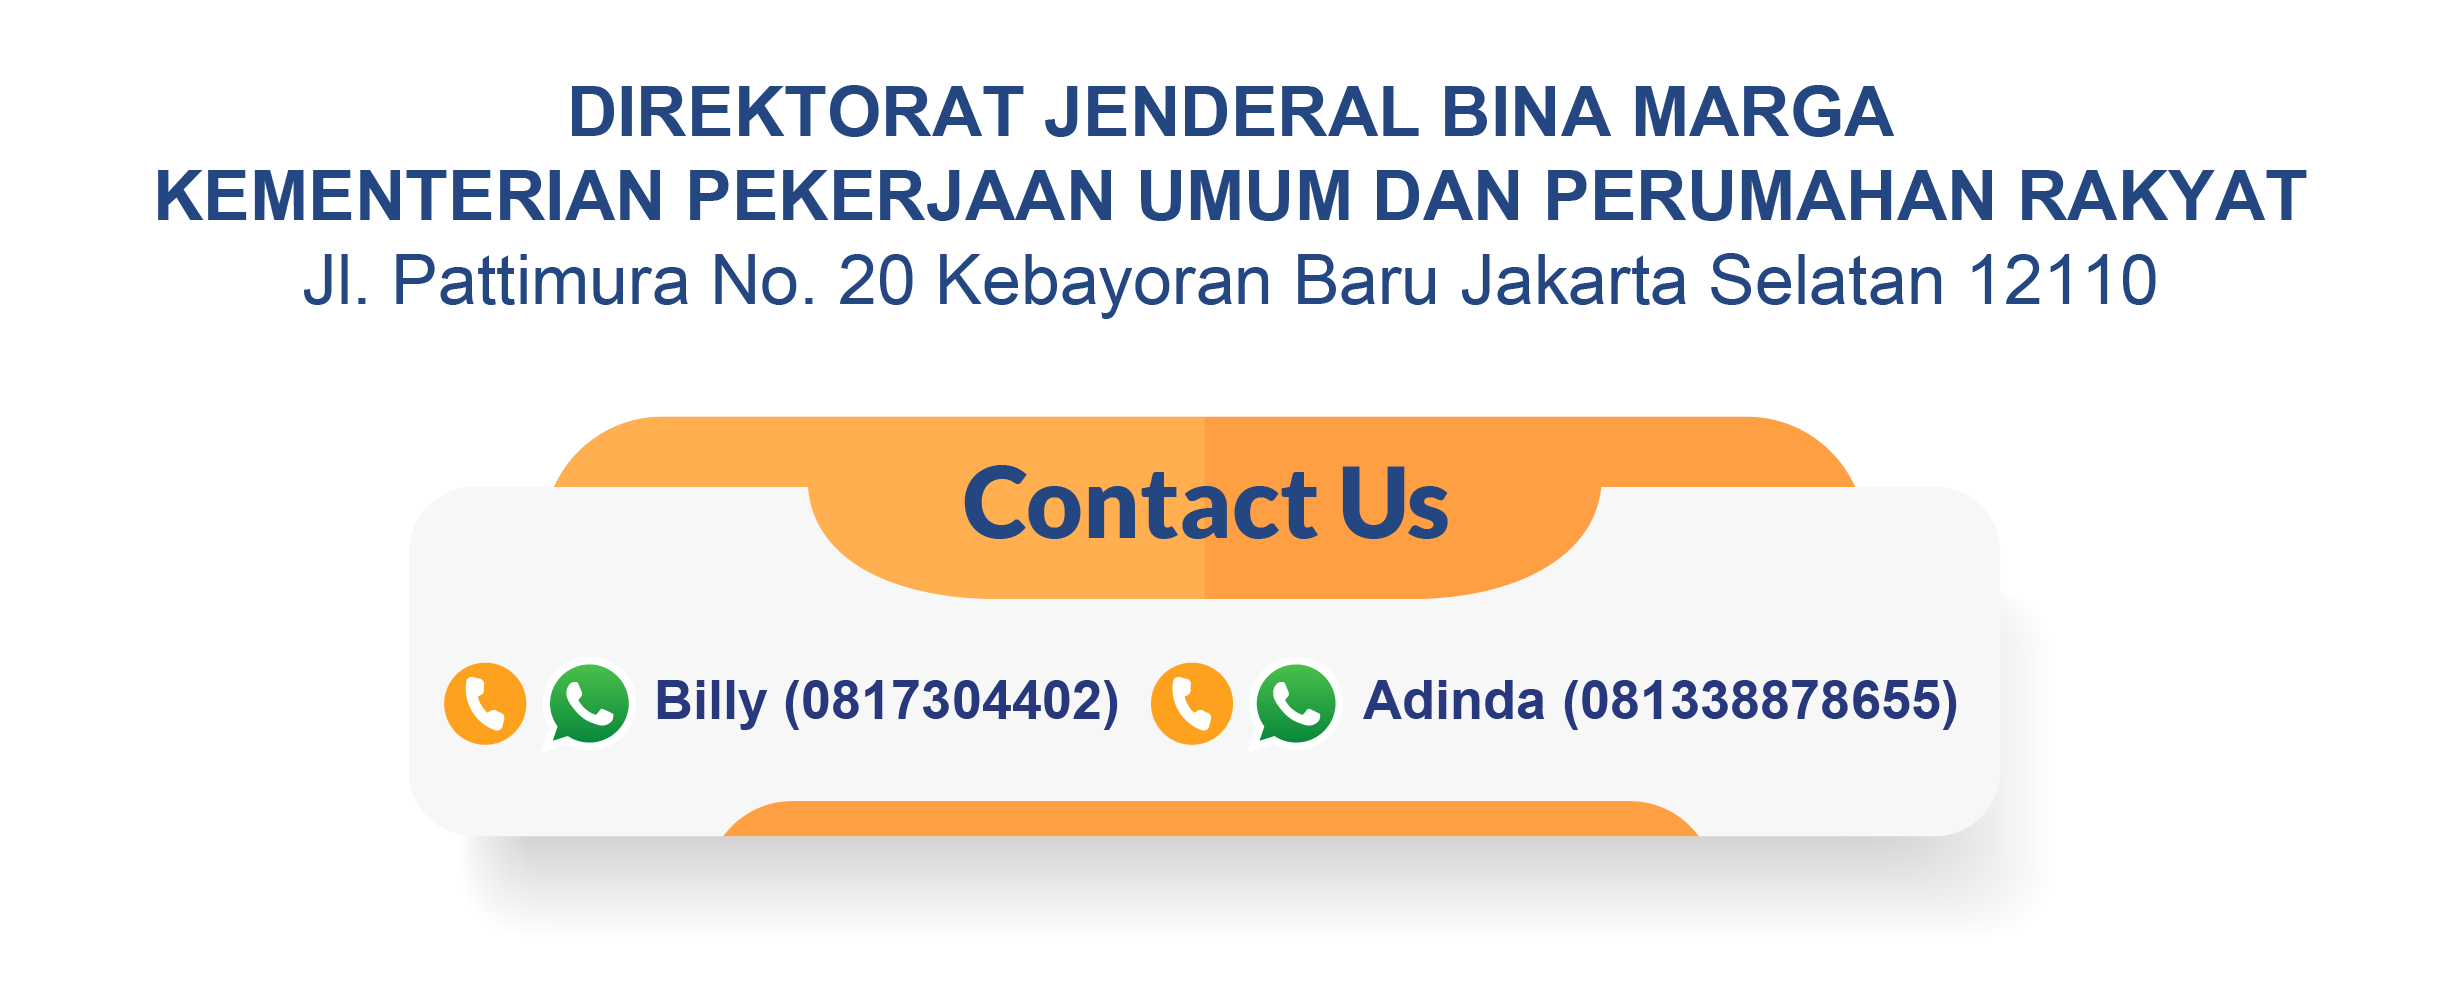 DIREKTORAT JENDERAL BINA MARGA
KEMENTERIAN PEKERJAAN UMUM DAN PERUMAHAN RAKYAT
Jl. Pattimura No. 20 Kebayoran Baru Jakarta Selatan 12110
Contact Us
Billy (0817304402) Adinda (081338878655)